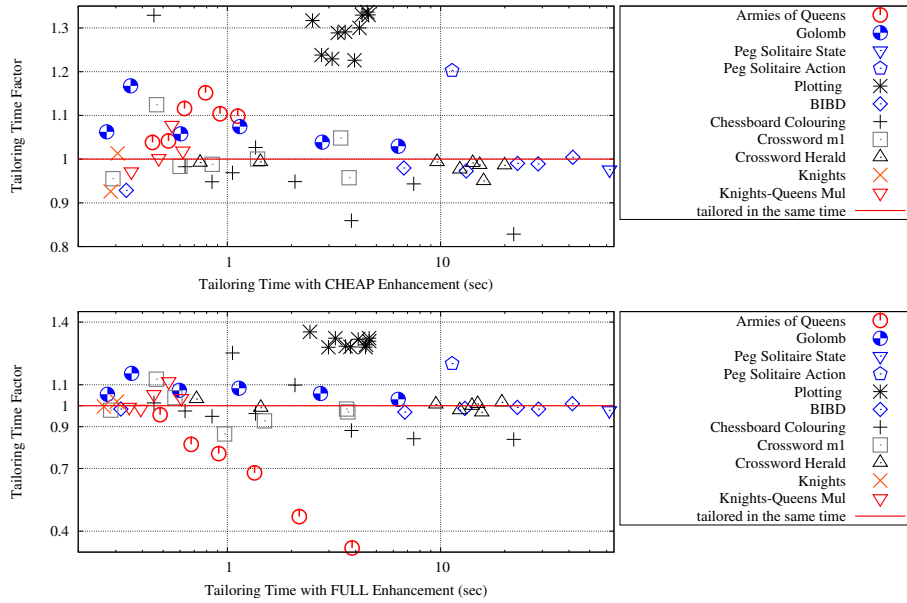 Tailoring Time Factor
1.3
1.2
1.1
1
0.9
0.8
1
10
Tailoring Time with CHEAP Enhancement (sec)
Armies of Queens
Golomb
Peg Solitaire State
Peg Solitaire Action
Plotting
BIBD
Chessboard Colouring
Crossword m1
Crossword Herald
Knights
Knights-Queens Mul
tailored in the same time
Tailoring Time Factor
1.4
1.1
1
0.9
0.7
0.4
1
10
Tailoring Time with FULL Enhancement (sec)
Armies of Queens
Golomb
Peg Solitaire State
Peg Solitaire Action
Plotting
BIBD
Chessboard Colouring
Crossword m1
Crossword Herald
Knights
Knights-Queens Mul
tailored in the same time